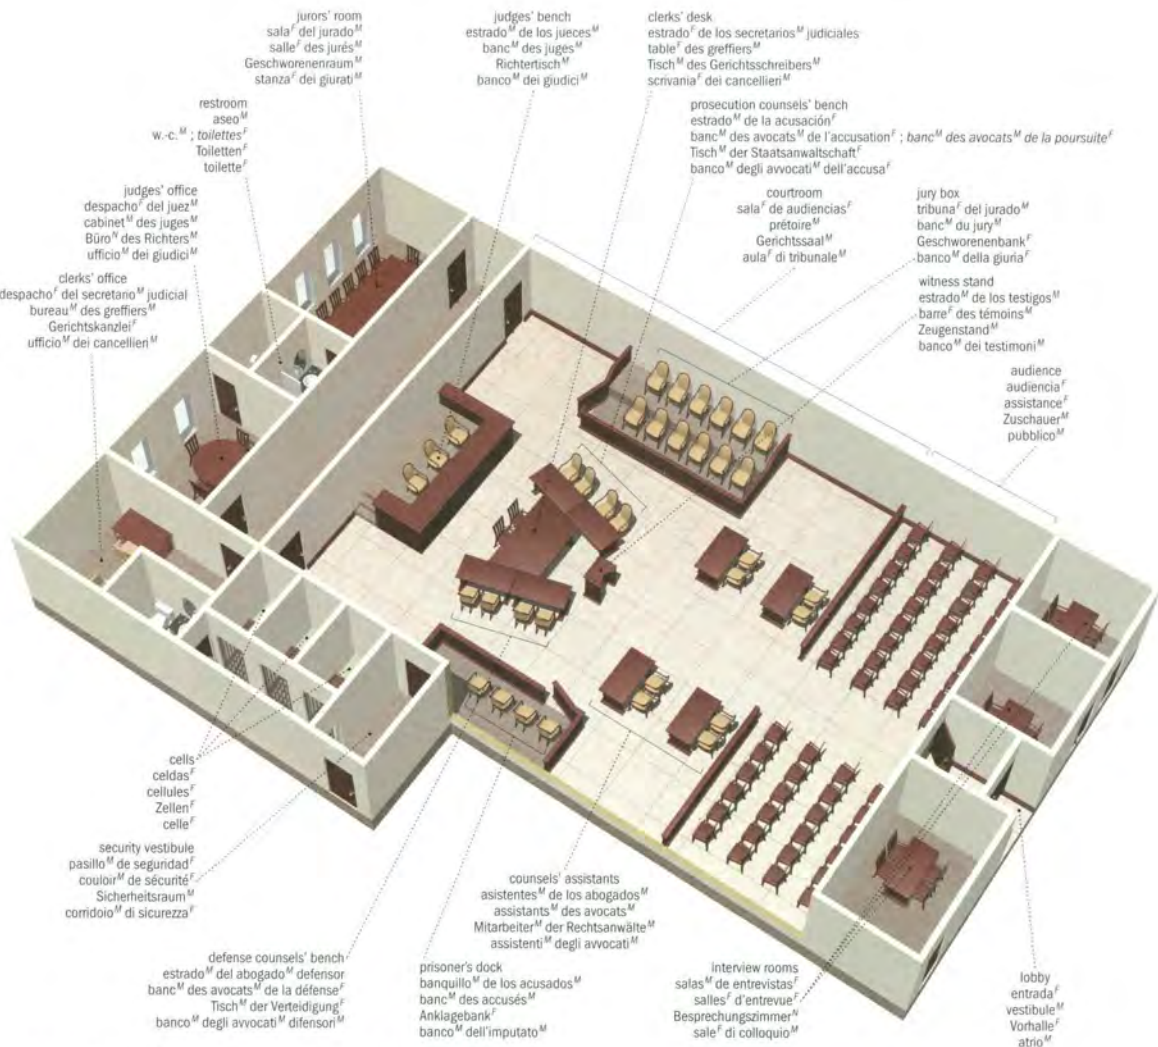 jurors' room
sala^F del jurado^M
salle^F des jurés^M
Geschworenenraum^M
stanza^F dei giurati^M
judges' bench
estrado^M de los jueces^M
banc^M des juges^M
Richtertisch^M
banco^M dei giudici^M
clerks' desk
estrado^F de los secretarios^M judiciales
table^F des greffiers^M
Tisch^M des Gerichtsschreibers^M
scrivania^F dei cancellieri^M
restroom
aseo^M
w.-c.^M ; toilettes^F
Toiletten^F
toilette^F
prosecution counsels' bench
estrado^M de la acusación^F
banc^M des avocats^M de l'accusation^F ; banc^M des avocats^M de la poursuite^F
Tisch^M der Staatsanwaltschaft^F
banco^M degli avvocati^M dell'accusa^F
judges' office
despacho^F del juez^M
cabinet^M des juges^M
Büro^N des Richters^M
ufficio^M dei giudici^M
courtroom
sala^F de audiencias^F
prétoire^M
Gerichtssaal^M
aula^F di tribunale^M
jury box
tribuna^F del jurado^M
banc^M du jury^M
Geschworenenbank^F
banco^M della giuria^F
clerks' office
despacho^F del secretario^M judicial
bureau^M des greffiers^M
Gerichtskanzlei^F
ufficio^M dei cancellieri^M
witness stand
estrado^M de los testigos^M
barre^F des témoins^M
Zeugenstand^M
banco^M dei testimoni^M
audience
audiencia^F
assistance^F
Zuschauer^M
pubblico^M
cells
celdas^F
cellules^F
Zellen^F
celle^F
security vestibule
pasillo^M de seguridad^F
couloir^M de sécurité^F
Sicherheitsraum^M
corridoio^M di sicurezza^F
counsels' assistants
asistentes^M de los abogados^M
assistants^M des avocats^M
Mitarbeiter^M der Rechtsanwälte^M
assistenti^M degli avvocati^M
defense counsels' bench
estrado^M del abogado^M defensor
banc^M des avocats^M de la défense^F
Tisch^M der Verteidigung^F
banco^M degli avvocati^M difensori^M
prisoner's dock
banquillo^M de los acusados^M
banc^M des accusés^M
Anklagebank^F
banco^M dell'imputato^M
interview rooms
salas^M de entrevistas^F
salles^F d'entrevue^F
Besprechungszimmer^N
sale^F di colloquio^M
lobby
entrada^F
vestibule^M
Vorhalle^F
atrio^M